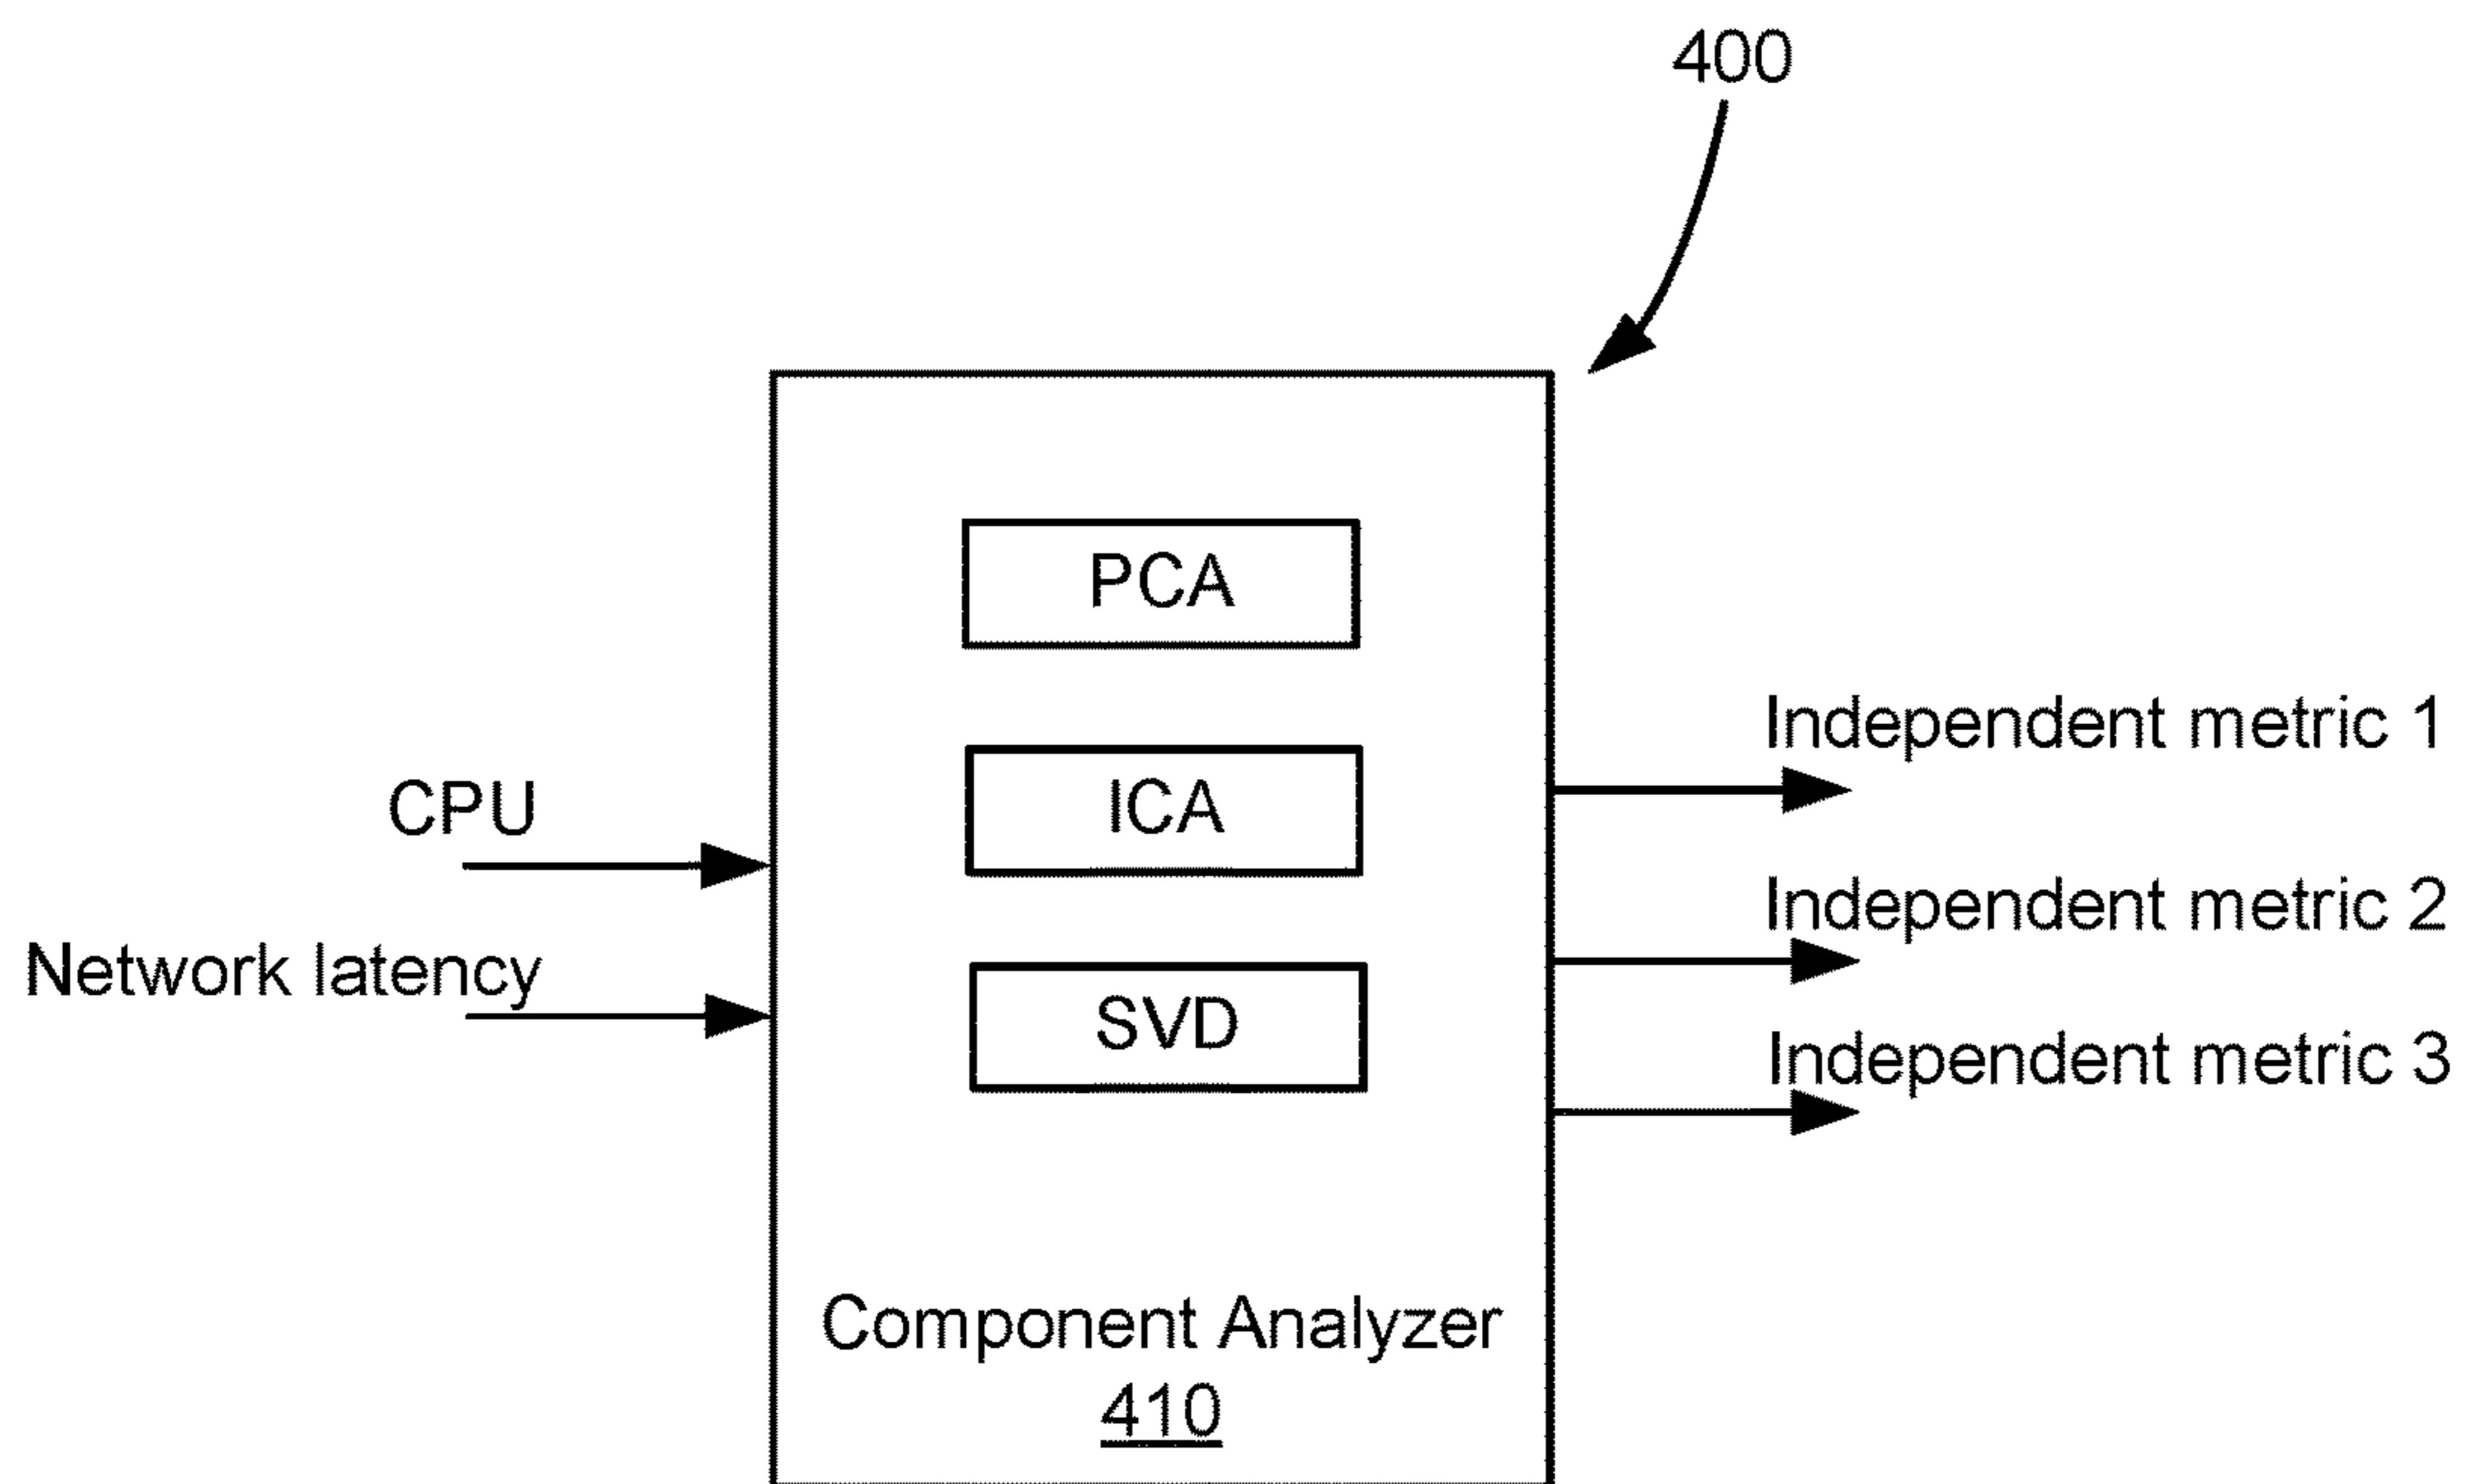 400
PCA
Independent metric 1
CPU
ICA
Independent metric 2
Network latency
SVD
Independent metric 3
Component Analyzer
410